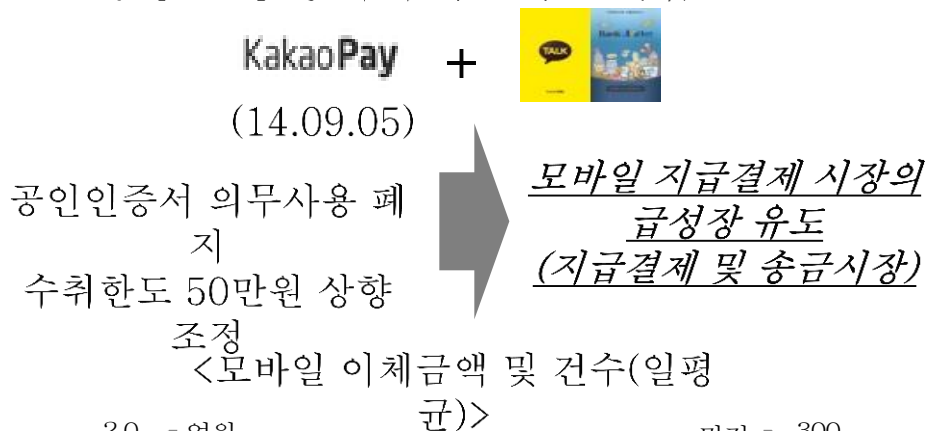 KakaoPay +
TALK
(14.09.05)
공인인증서 의무사용 폐
지
수취한도 50만원 상향
조정
모바일 지급결제 시장의
급성장 유도
(지급결제 및 송금시장)
<모바일 이체금액 및 건수(일평
균)>
300